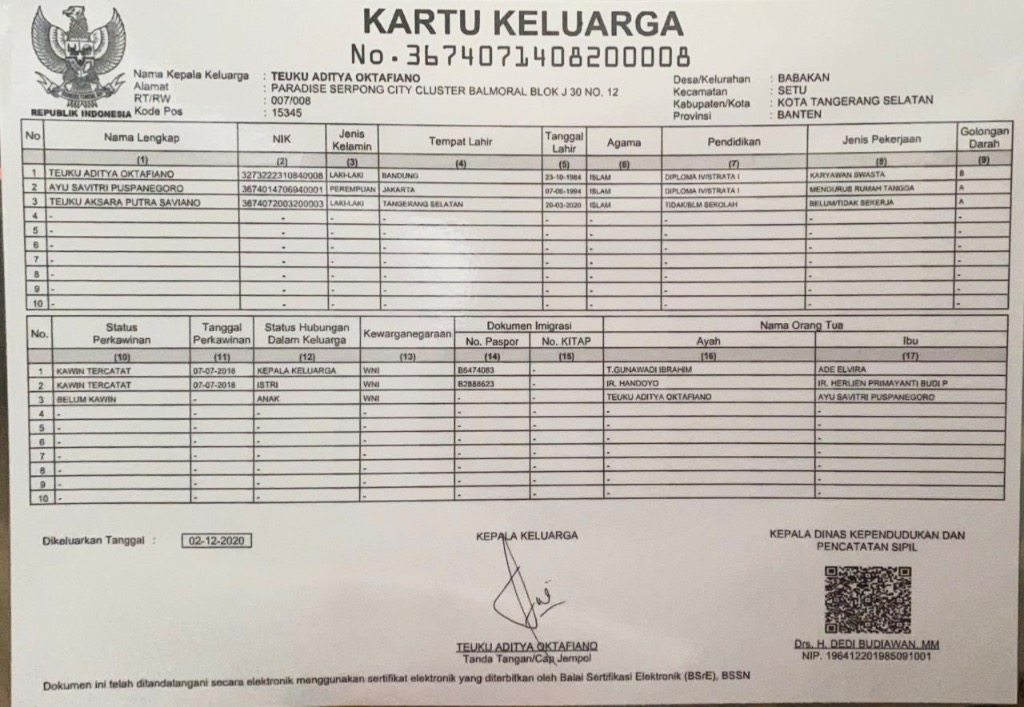 KARTU KELUARGA
No. 3674071408200008
REPUBLIK INDONESIA
Nama Kepala Keluarga : TEUKU ADITYA OKTAFIANO
Alamat : PARADISE SERPONG CITY CLUSTER BALMORAL BLOK J 30 NO. 12
RT/RW : 007/008
Kode Pos : 15345
Desa/Kelurahan : BABAKAN
Kecamatan : SETU
Kabupaten/Kota : KOTA TANGERANG SELATAN
Provinsi : BANTEN
No Nama Lengkap NIK Jenis Kelamin Tempat Lahir Tanggal Lahir Agama Pendidikan Jenis Pekerjaan Golongan Darah
(1) (2) (3) (4) (5) (6) (7) (8) (9)
1 TEUKU ADITYA OKTAFIANO 3273222310840008 LAKI-LAKI BANDUNG 23-10-1984 ISLAM DIPLOMA IV/STRATA I KARYAWAN SWASTA B
2 AYU SAVITRI PUSPANEGORO 3674014706940001 PEREMPUAN JAKARTA 07-06-1994 ISLAM DIPLOMA IV/STRATA I MENGURUS RUMAH TANGGA A
3 TEUKU AKSARA PUTRA SAVIANO 3674072003200003 LAKI-LAKI TANGERANG SELATAN 20-03-2020 ISLAM TIDAK/BLM SEKOLAH BELUM/TIDAK BEKERJA A
4 - - - - - - - - -
5 - - - - - - - - -
6 - - - - - - - - -
7 - - - - - - - - -
8 - - - - - - - - -
9 - - - - - - - - -
10 - - - - - - - - -
No. Status Perkawinan Tanggal Perkawinan Status Hubungan Dalam Keluarga Kewarganegaraan Dokumen Imigrasi Nama Orang Tua
No. Paspor No. KITAP Ayah Ibu
(10) (11) (12) (13) (14) (15) (16) (17)
1 KAWIN TERCATAT 07-07-2018 KEPALA KELUARGA WNI B5474083 - T.GUNAWADI IBRAHIM ADE ELVIRA
2 KAWIN TERCATAT 07-07-2018 ISTRI WNI B2888623 - IR. HANDOYO IR. HERLIEN PRIMAYANTI BUDI P
3 BELUM KAWIN - ANAK WNI - - TEUKU ADITYA OKTAFIANO AYU SAVITRI PUSPANEGORO
4 - - - - - - - -
5 - - - - - - - -
6 - - - - - - - -
7 - - - - - - - -
8 - - - - - - - -
9 - - - - - - - -
10 - - - - - - - -
Dikeluarkan Tanggal : 02-12-2020
KEPALA KELUARGA
TEUKU ADITYA OKTAFIANO
Tanda Tangan/Cap Jempol
KEPALA DINAS KEPENDUDUKAN DAN
PENCATATAN SIPIL
Drs. H. DEDI BUDIAWAN, MM
NIP. 196412201985091001
Dokumen ini telah ditandatangani secara elektronik menggunakan sertifikat elektronik yang diterbitkan oleh Balai Sertifikasi Elektronik (BSrE), BSSN